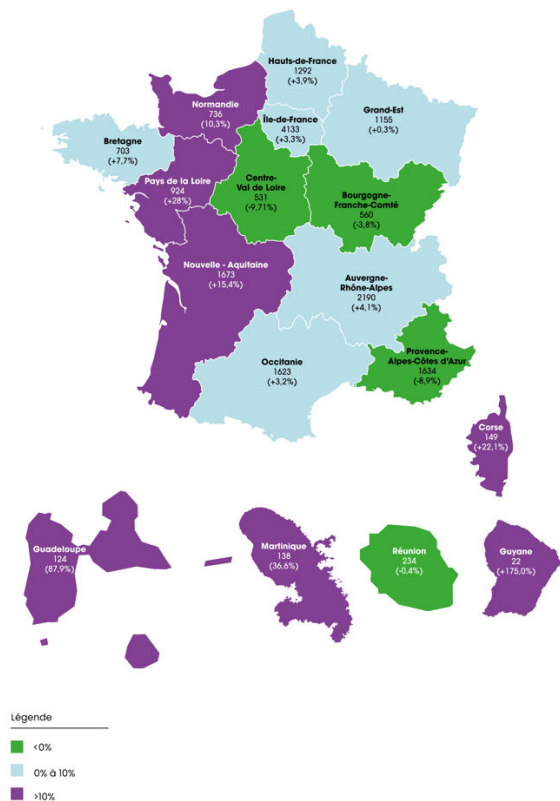 Hauts-de-France
1292
(+3,9%)
Normandie
736
(10,3%)
Île-de-France
4133
(+3,3%)
Grand-Est
1155
(+0,3%)
Bretagne
703
(+7,7%)
Pays de la Loire
924
(+28%)
Centre-
Val de Loire
531
(-9,71%)
Bourgogne-
Franche-Comté
560
(-3,8%)
Nouvelle - Aquitaine
1673
(+15,4%)
Auvergne-
Rhône-Alpes
2190
(+4,1%)
Occitanie
1623
(+3,2%)
Provence-
Alpes-Côtes d'Azur
1634
(-8,9%)
Corse
149
(+22,1%)
Guadeloupe
124
(87,9%)
Martinique
138
(36,6%)
Réunion
234
(-0,4%)
Guyane
22
(+175,0%)
Légende
<0%
0% à 10%
>10%